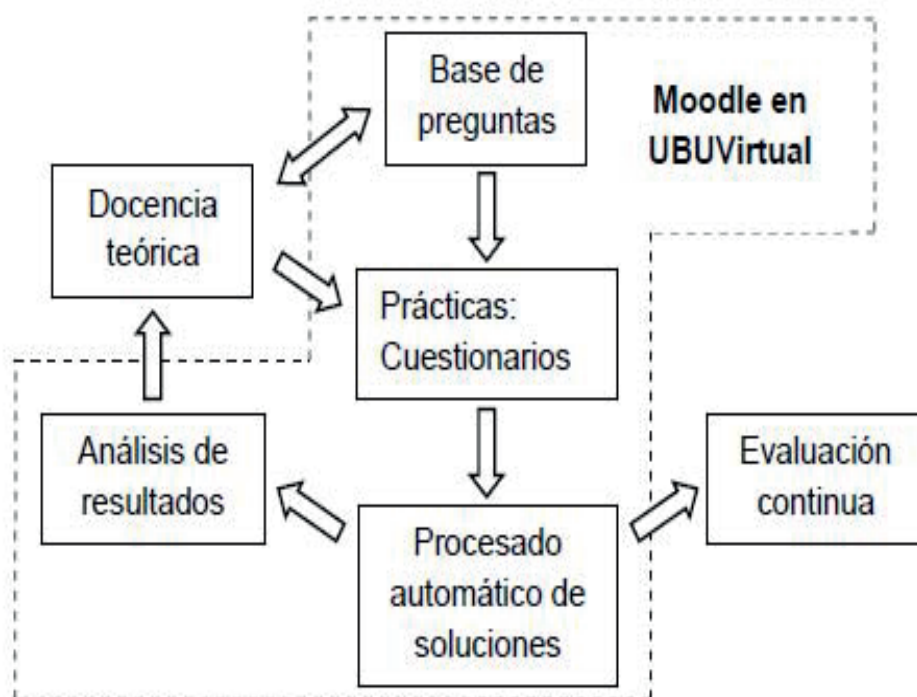 Base de
preguntas
Moodle en
UBUVirtual
Docencia
teórica
Prácticas:
Cuestionarios
Análisis de
resultados
Evaluación
continua
Procesado
automático de
soluciones